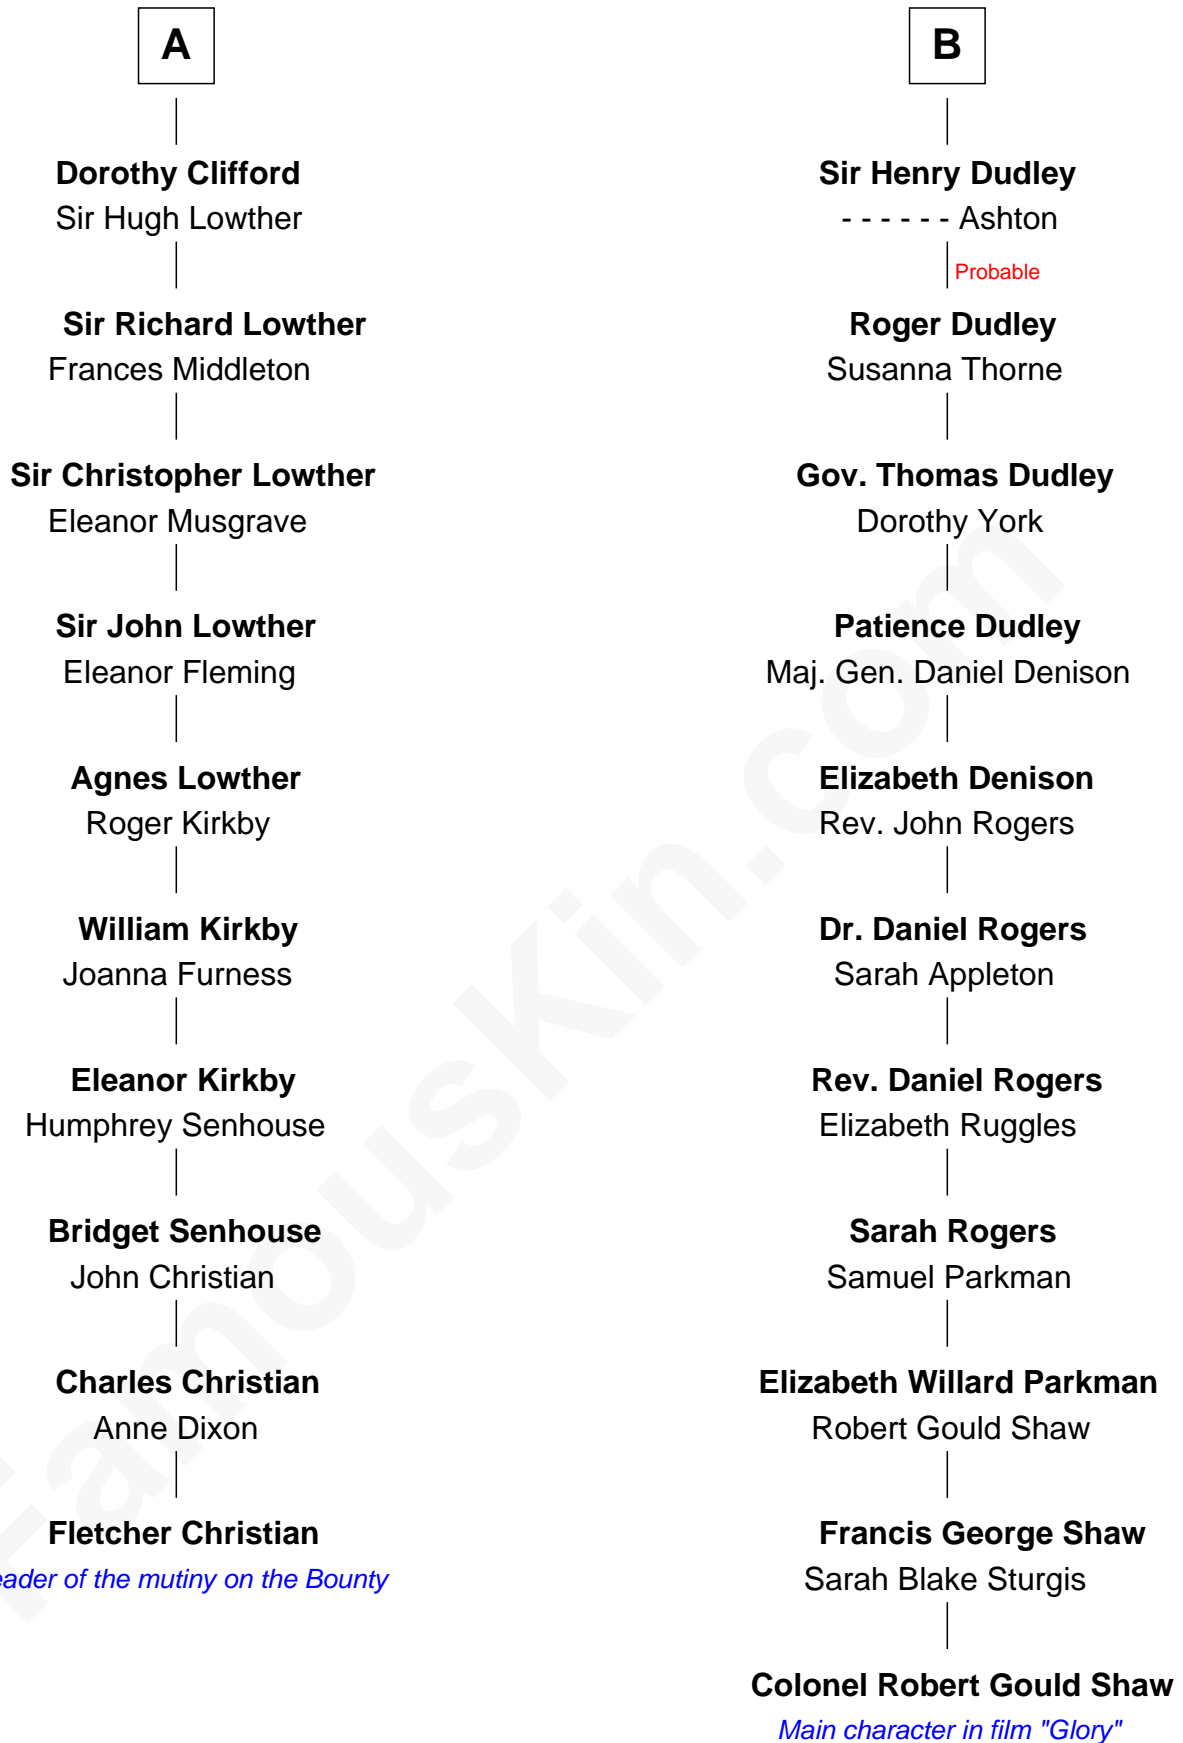 A
Dorothy Clifford
Sir Hugh Lowther
Sir Richard Lowther
Frances Middleton
Sir Christopher Lowther
Eleanor Musgrave
Sir John Lowther
Eleanor Fleming
Agnes Lowther
Roger Kirkby
William Kirkby
Joanna Furness
Eleanor Kirkby
Humphrey Senhouse
Bridget Senhouse
John Christian
Charles Christian
Anne Dixon
Fletcher Christian
eader of the mutiny on the Bounty
B
Sir Henry Dudley
- - - - - - Ashton
Probable
Roger Dudley
Susanna Thorne
Gov. Thomas Dudley
Dorothy York
Patience Dudley
Maj. Gen. Daniel Denison
Elizabeth Denison
Rev. John Rogers
Dr. Daniel Rogers
Sarah Appleton
Rev. Daniel Rogers
Elizabeth Ruggles
Sarah Rogers
Samuel Parkman
Elizabeth Willard Parkman
Robert Gould Shaw
Francis George Shaw
Sarah Blake Sturgis
Colonel Robert Gould Shaw
Main character in film "Glory"
FamousKin.com